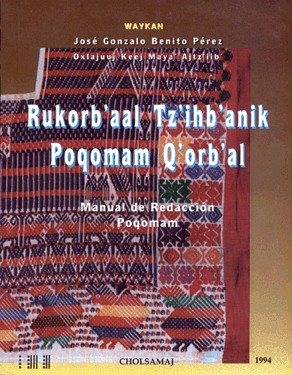 WAYKAN
José Gonzalo Benito Pérez
Oxlajuuj Keej Maya' Ajtz'iib'
Rukorb'aal Tz'ihb'anik
Poqomam Q'orb'al
Manual de Redacción
Poqomam
CHOLSAMAJ
1994